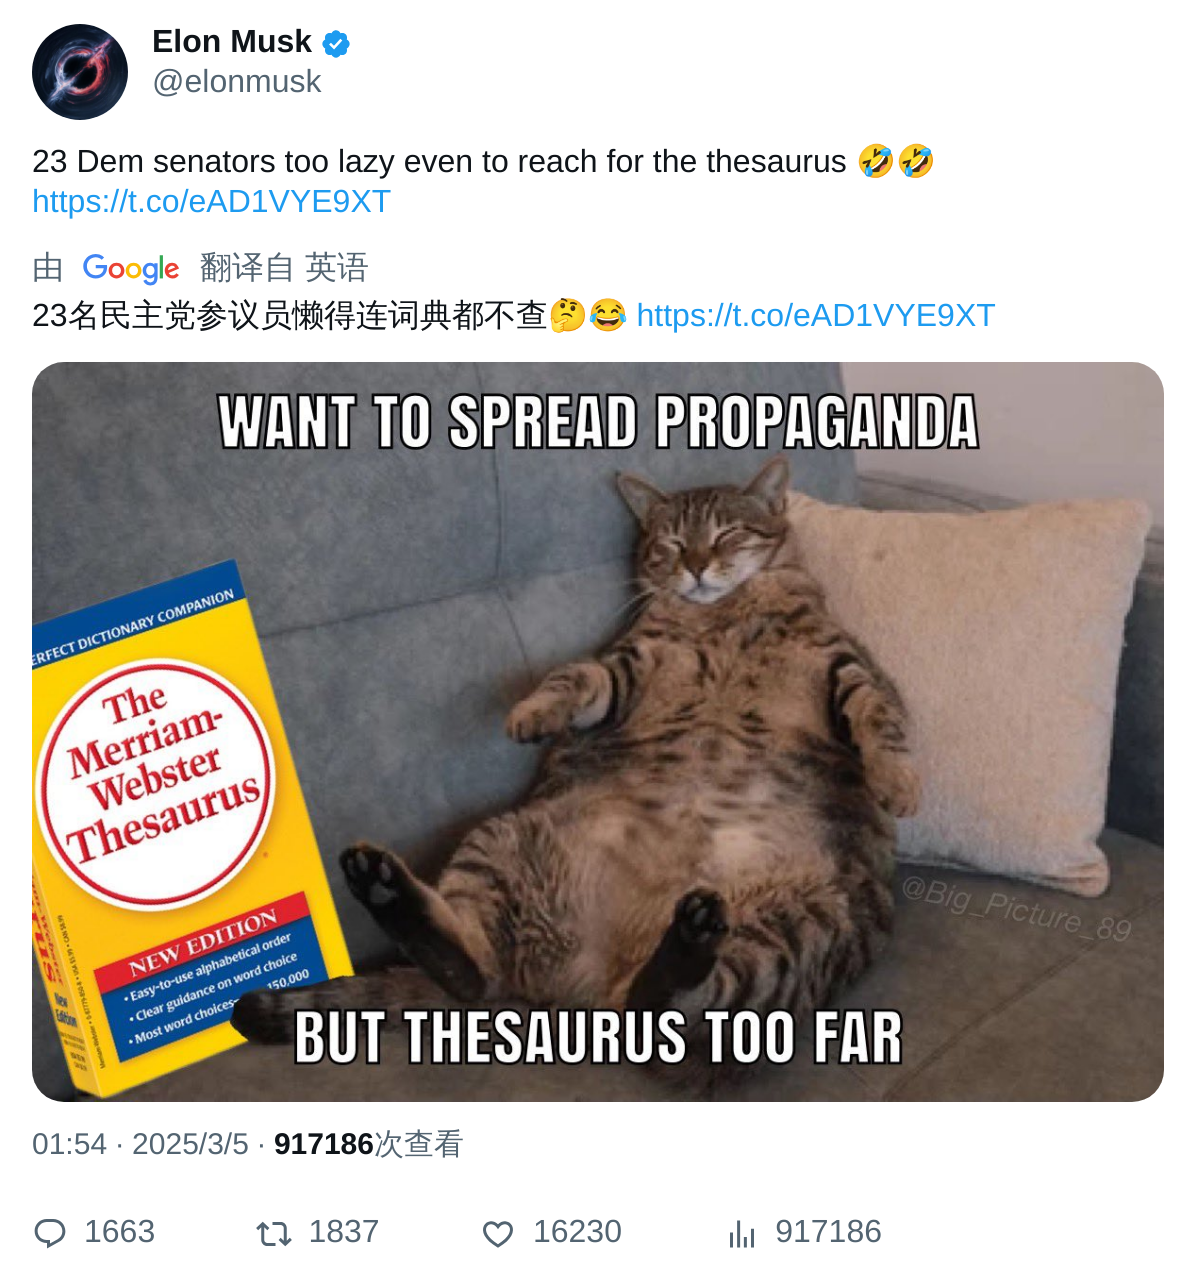 Elon Musk
@elonmusk
23 Dem senators too lazy even to reach for the thesaurus 🤣🤣
https://t.co/eAD1VYE9XT
由 Google 翻译自 英语
23名民主党参议员懒得连词典都不查🤔😂 https://t.co/eAD1VYE9XT
WANT TO SPREAD PROPAGANDA
ERFECT DICTIONARY COMPANION
The
Merriam-
Webster
Thesaurus
NEW EDITION
• Easy-to-use alphabetical order
• Clear guidance on word choice
• Most word choices 150,000
New
Edition
@Big_Picture_89
BUT THESAURUS TOO FAR
01:54 · 2025/3/5 · 917186次查看
1663 1837 16230 917186